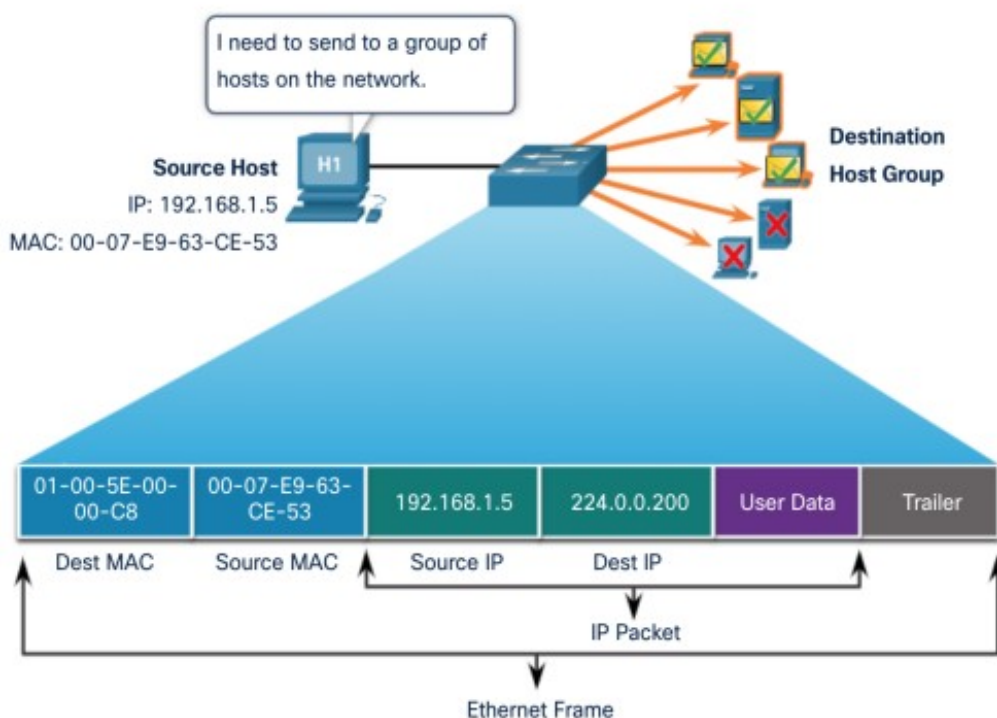 I need to send to a group of
hosts on the network.
H1
Source Host
IP: 192.168.1.5
MAC: 00-07-E9-63-CE-53
Destination
Host Group
01-00-5E-00-
00-C8
00-07-E9-63-
CE-53
192.168.1.5
224.0.0.200
User Data
Trailer
Dest MAC
Source MAC
Source IP
Dest IP
IP Packet
Ethernet Frame